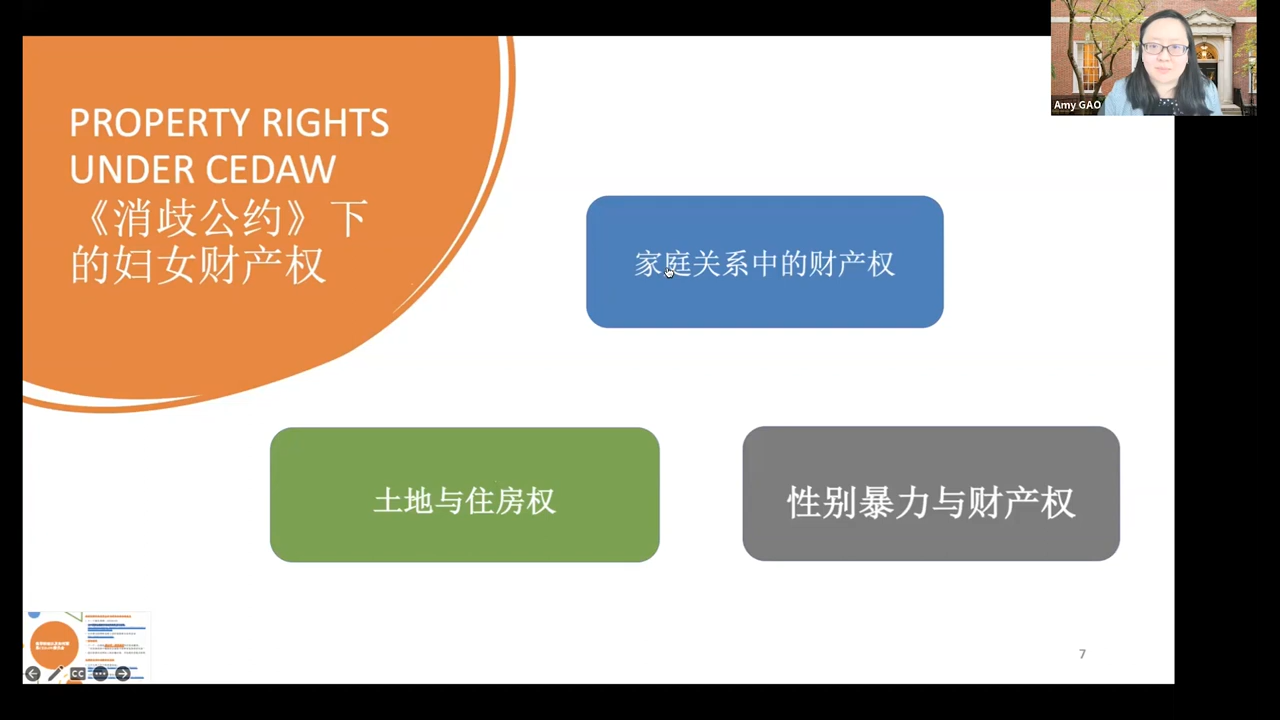 PROPERTY RIGHTS
UNDER CEDAW
《消歧公约》下
的妇女财产权
Amy GAO
家庭关系中的财产权
土地与住房权
性别暴力与财产权
CC
7